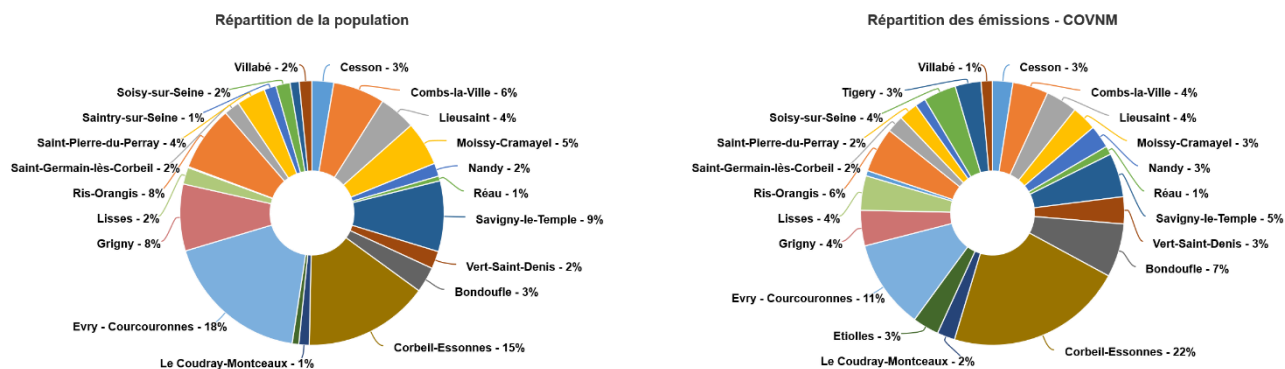 Répartition de la population
Villabé - 2%
Cesson - 3%
Soisy-sur-Seine - 2%
Combs-la-Ville - 6%
Saintry-sur-Seine - 1%
Lieusaint - 4%
Saint-Pierre-du-Perray - 4%
Moissy-Cramayel - 5%
Saint-Germain-lès-Corbeil - 2%
Nandy - 2%
Ris-Orangis - 8%
Réau - 1%
Lisses - 2%
Savigny-le-Temple - 9%
Grigny - 8%
Vert-Saint-Denis - 2%
Bondoufle - 3%
Evry - Courcouronnes - 18%
Corbeil-Essonnes - 15%
Le Coudray-Montceaux - 1%
Répartition des émissions - COVNM
Villabé - 1%
Cesson - 3%
Tigery - 3%
Combs-la-Ville - 4%
Soisy-sur-Seine - 4%
Lieusaint - 4%
Saint-Pierre-du-Perray - 2%
Moissy-Cramayel - 3%
Saint-Germain-lès-Corbeil - 2%
Nandy - 3%
Ris-Orangis - 6%
Réau - 1%
Lisses - 4%
Savigny-le-Temple - 5%
Grigny - 4%
Vert-Saint-Denis - 3%
Bondoufle - 7%
Evry - Courcouronnes - 11%
Etiolles - 3%
Corbeil-Essonnes - 22%
Le Coudray-Montceaux - 2%